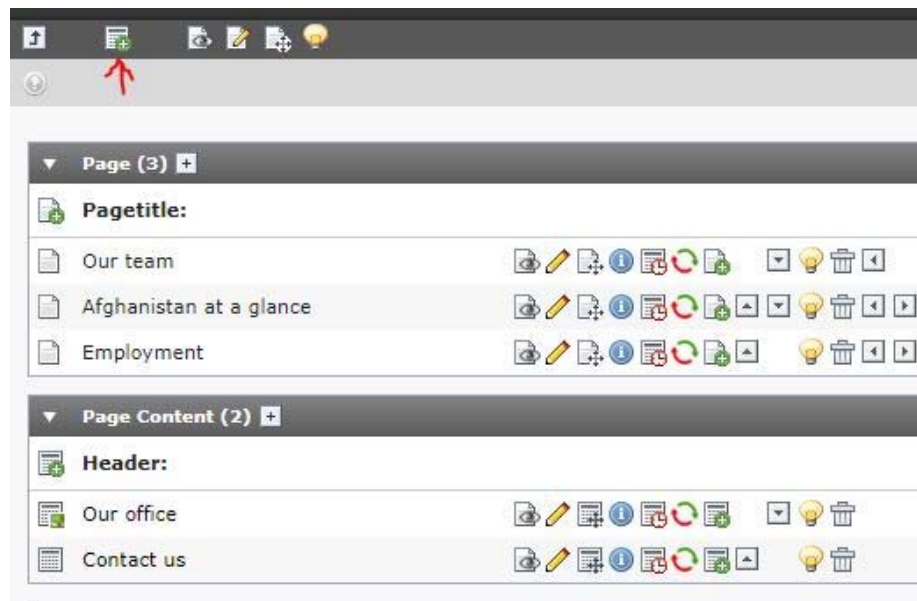 Page (3)
Pagetitle:
Our team
Afghanistan at a glance
Employment
Page Content (2)
Header:
Our office
Contact us